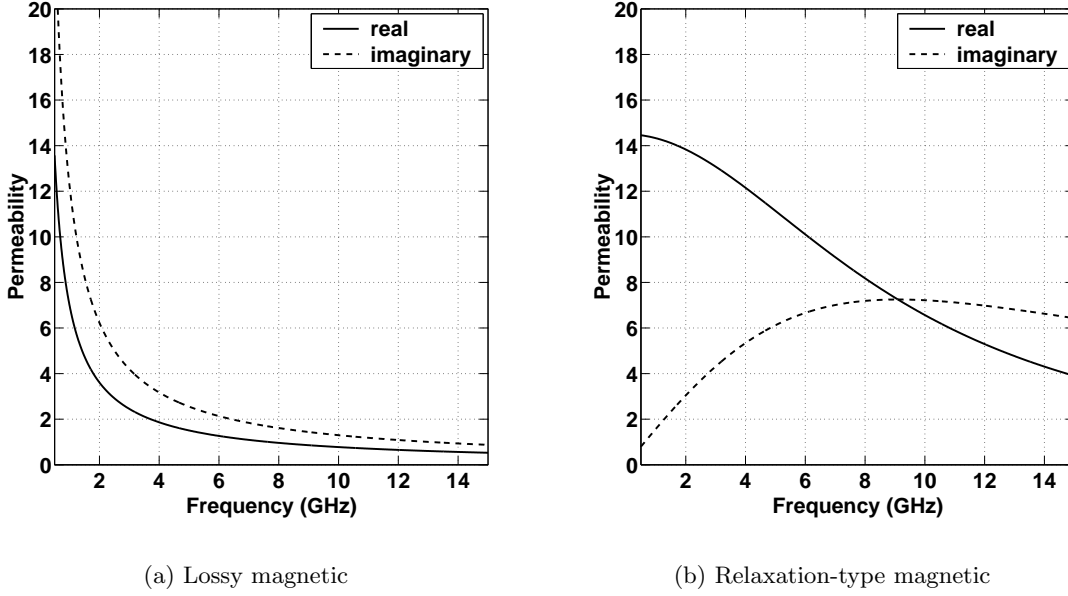 20
18
16
14
12
10
8
6
4
2
0
Permeability
real
imaginary
2 4 6 8 10 12 14
Frequency (GHz)
(a) Lossy magnetic
20
18
16
14
12
10
8
6
4
2
0
Permeability
real
imaginary
2 4 6 8 10 12 14
Frequency (GHz)
(b) Relaxation-type magnetic